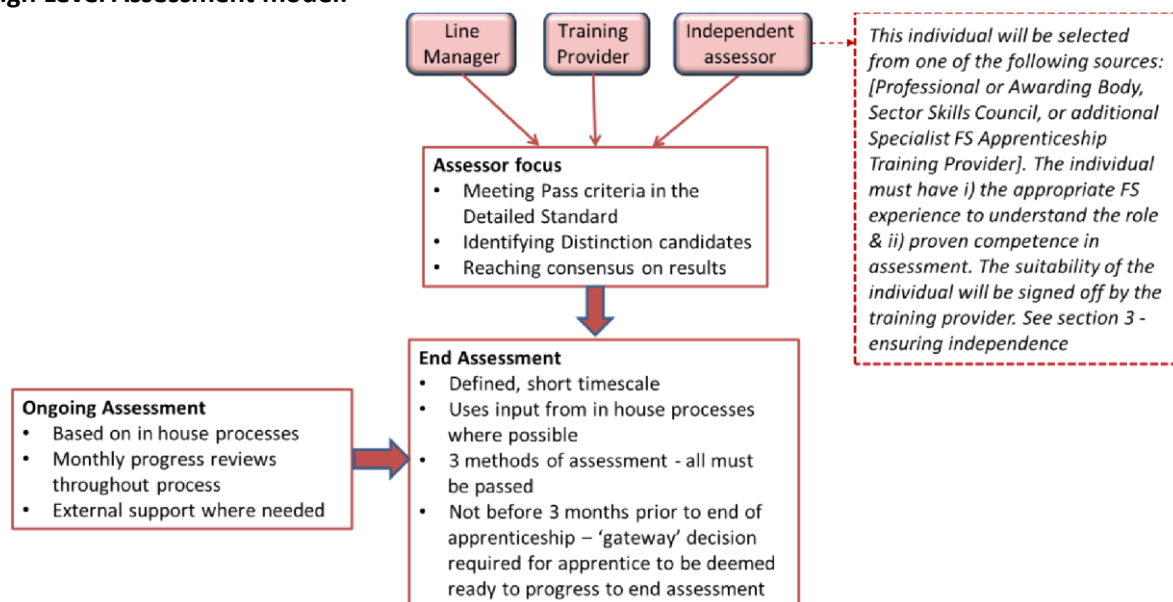 Line
Manager
Training
Provider
Independent
assessor
This individual will be selected
from one of the following sources:
[Professional or Awarding Body,
Sector Skills Council, or additional
Specialist FS Apprenticeship
Training Provider]. The individual
must have i) the appropriate FS
experience to understand the role
& ii) proven competence in
assessment. The suitability of the
individual will be signed off by the
training provider. See section 3 -
ensuring independence
Assessor focus
• Meeting Pass criteria in the
Detailed Standard
• Identifying Distinction candidates
• Reaching consensus on results
End Assessment
• Defined, short timescale
• Uses input from in house processes
where possible
• 3 methods of assessment - all must
be passed
• Not before 3 months prior to end of
apprenticeship – ‘gateway’ decision
required for apprentice to be deemed
ready to progress to end assessment
Ongoing Assessment
• Based on in house processes
• Monthly progress reviews
throughout process
• External support where needed